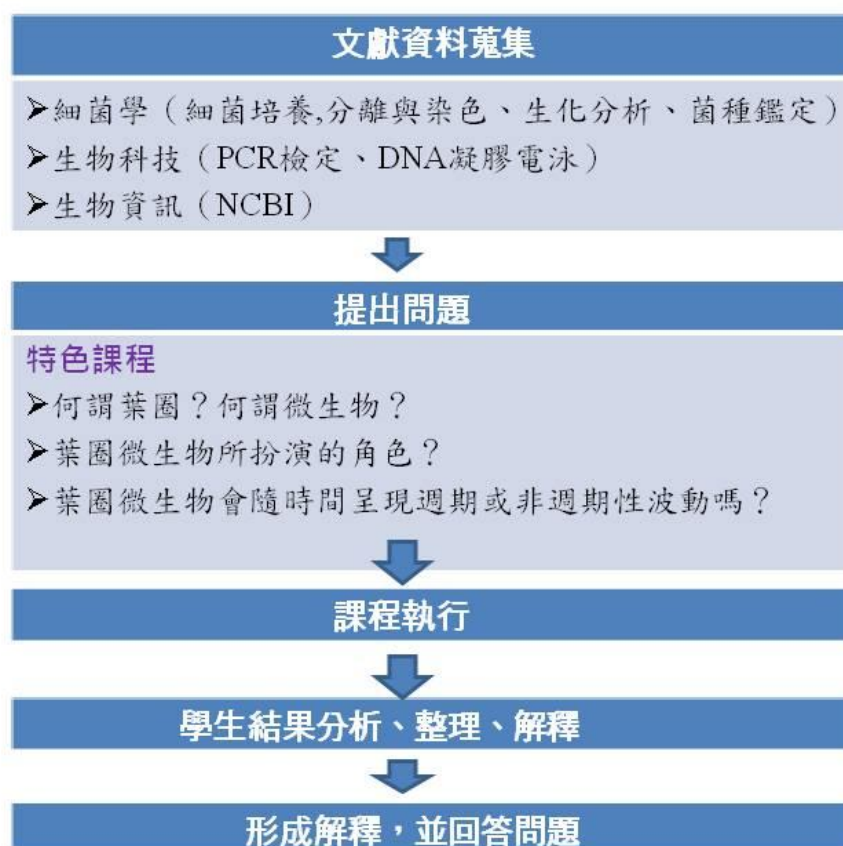 文獻資料蒐集
➢細菌學（細菌培養,分離與染色、生化分析、菌種鑑定）
➢生物科技（PCR檢定、DNA凝膠電泳）
➢生物資訊（NCBI）
提出問題
特色課程
➢何謂葉圈？何謂微生物？
➢葉圈微生物所扮演的角色？
➢葉圈微生物會隨時間呈現週期或非週期性波動嗎？
課程執行
學生結果分析、整理、解釋
形成解釋，並回答問題